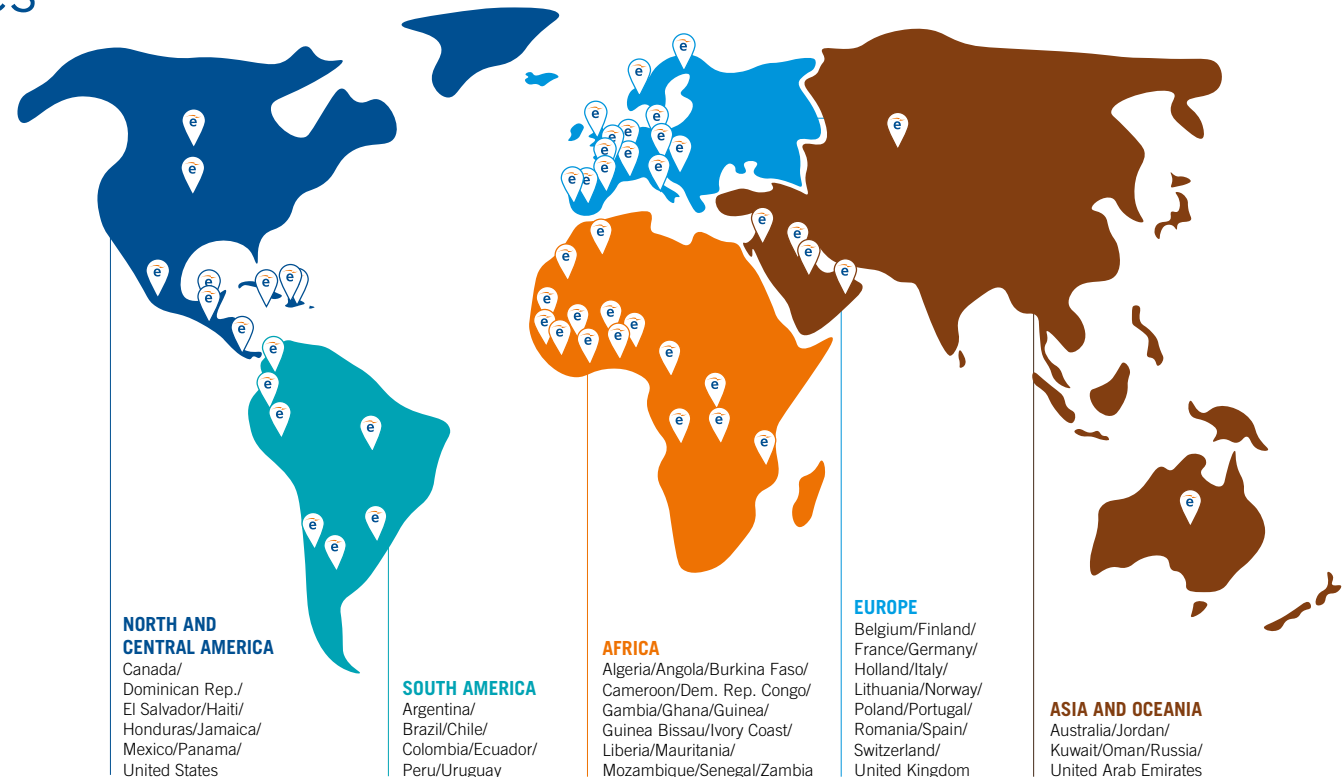 NORTH AND
CENTRAL AMERICA
Canada/
Dominican Rep./
El Salvador/Haiti/
Honduras/Jamaica/
Mexico/Panama/
United States
SOUTH AMERICA
Argentina/
Brazil/Chile/
Colombia/Ecuador/
Peru/Uruguay
AFRICA
Algeria/Angola/Burkina Faso/
Cameroon/Dem. Rep. Congo/
Gambia/Ghana/Guinea/
Guinea Bissau/Ivory Coast/
Liberia/Mauritania/
Mozambique/Senegal/Zambia
EUROPE
Belgium/Finland/
France/Germany/
Holland/Italy/
Lithuania/Norway/
Poland/Portugal/
Romania/Spain/
Switzerland/
United Kingdom
ASIA AND OCEANIA
Australia/Jordan/
Kuwait/Oman/Russia/
United Arab Emirates